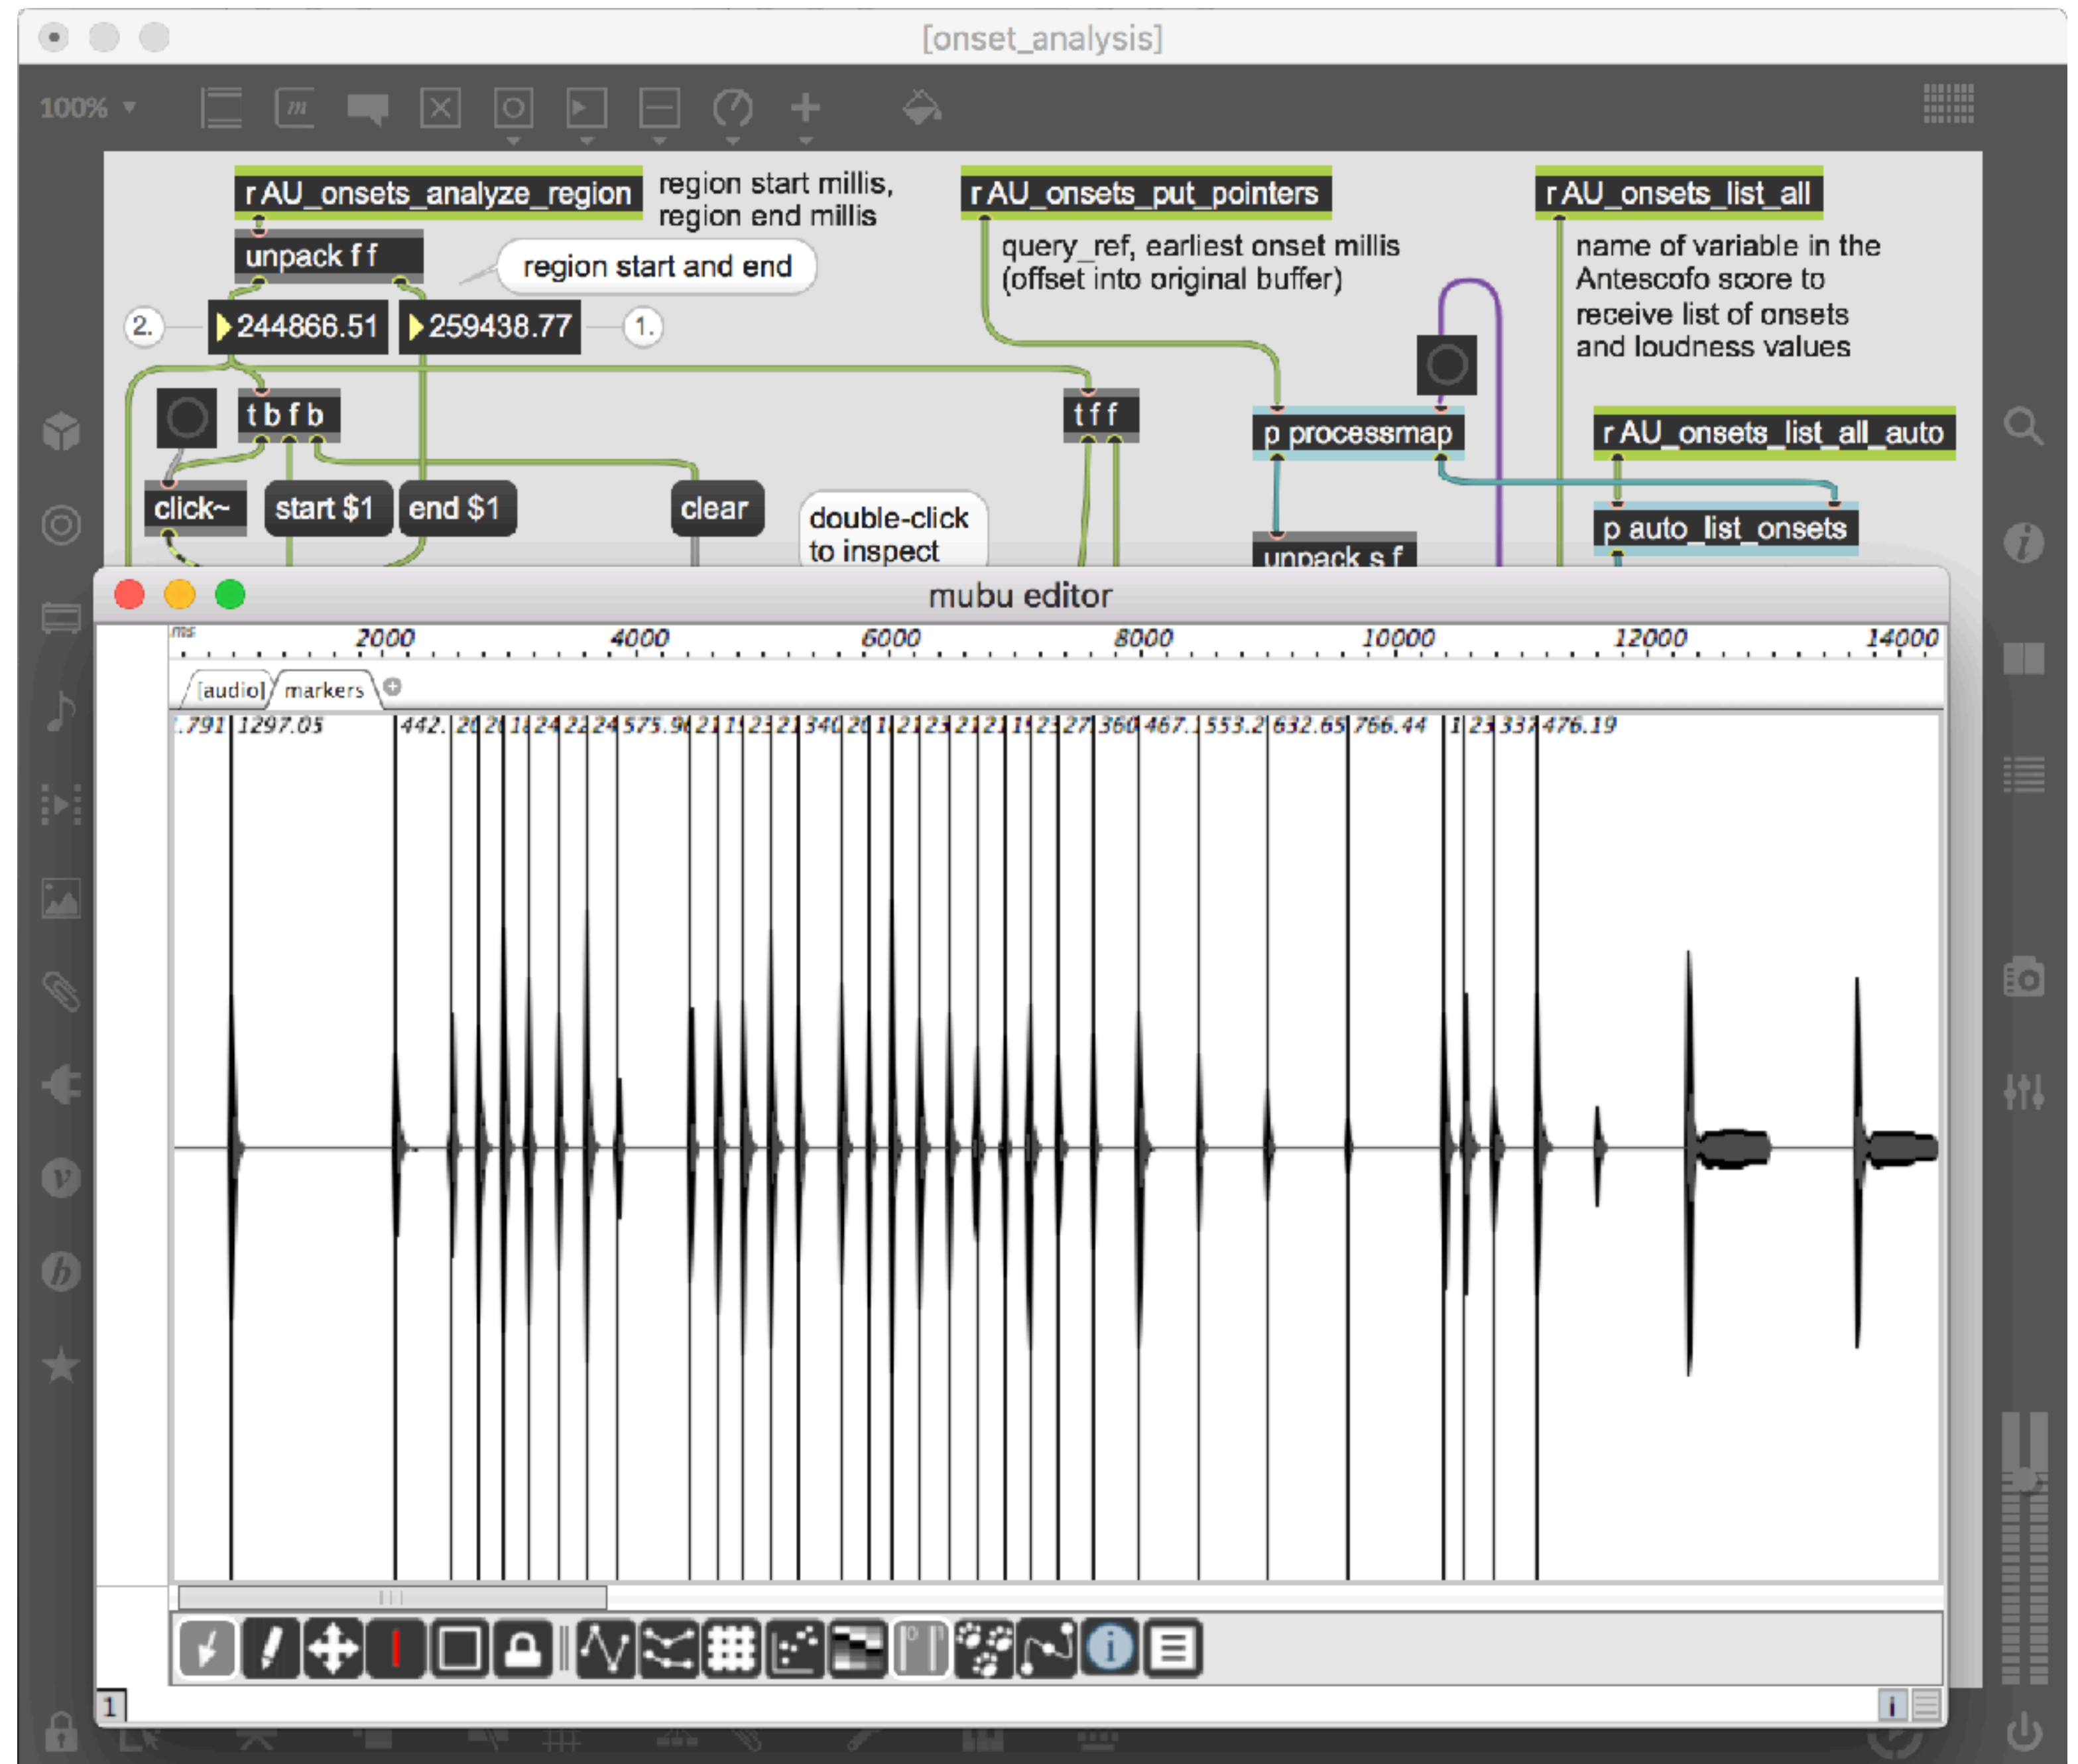 [onset_analysis]
100%
r AU_onsets_analyze_region
region start millis,
region end millis
r AU_onsets_put_pointers
r AU_onsets_list_all
unpack f f
region start and end
query_ref, earliest onset millis
(offset into original buffer)
name of variable in the
Antescofo score to
receive list of onsets
and loudness values
2.
244866.51
259438.77
1.
t b f b
t f f
p processmap
r AU_onsets_list_all_auto
click~
start $1
end $1
clear
double-click
to inspect
unpack s f
p auto_list_onsets
mubu editor
ms
2000
4000
6000
8000
10000
12000
14000
[audio]
markers
.791
1297.05
442.
575.9
340
360
467.
553.2
632.65
766.44
337
476.19
1